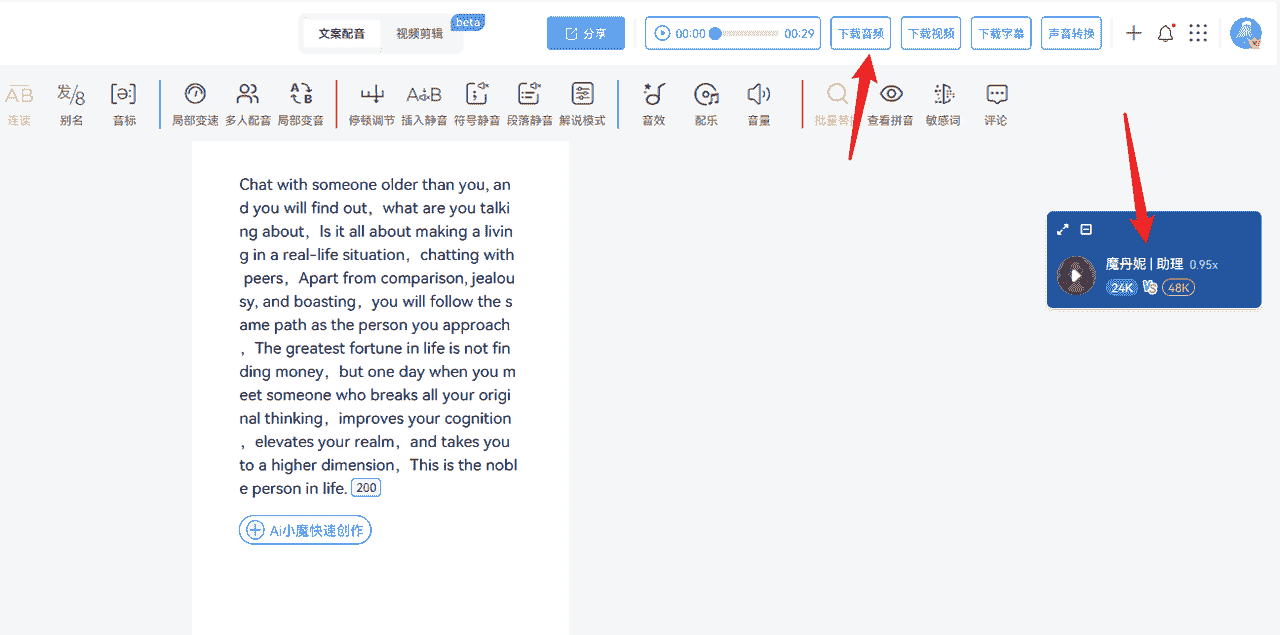 文案配音
视频剪辑
beta
分享
00:00
00:29
下载音频
下载视频
下载字幕
声音转换
连读
别名
音标
局部变速
多人配音
局部变音
停顿调节
插入静音
符号静音
段落静音
解说模式
音效
配乐
音量
批量替换
查看拼音
敏感词
评论
Chat with someone older than you, an
d you will find out，what are you talki
ng about，Is it all about making a livin
g in a real-life situation，chatting with
peers，Apart from comparison, jealou
sy, and boasting，you will follow the s
ame path as the person you approach
，The greatest fortune in life is not fin
ding money，but one day when you m
eet someone who breaks all your origi
nal thinking，improves your cognition
，elevates your realm，and takes you
to a higher dimension，This is the nobl
e person in life. 200
Ai小魔快速创作
魔丹妮 | 助理 0.95x
24K VS 48K